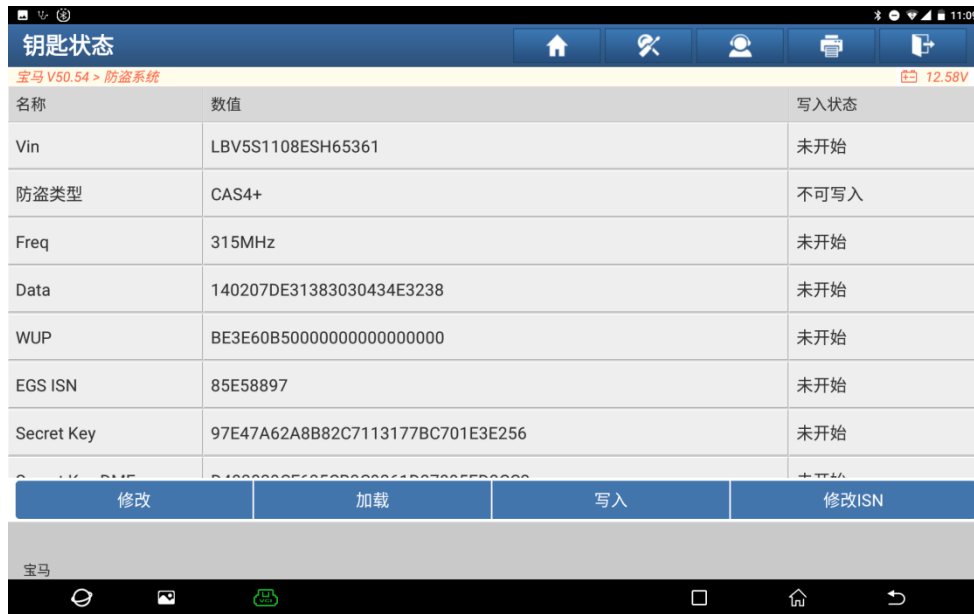 11:09
钥匙状态
宝马 V50.54 > 防盗系统 12.58V
名称 数值 写入状态
Vin LBV5S1108ESH65361 未开始
防盗类型 CAS4+ 不可写入
Freq 315MHz 未开始
Data 140207DE31383030434E3238 未开始
WUP BE3E60B50000000000000000 未开始
EGS ISN 85E58897 未开始
Secret Key 97E47A62A8B82C7113177BC701E3E256 未开始
修改 加载 写入 修改ISN
宝马
VCI